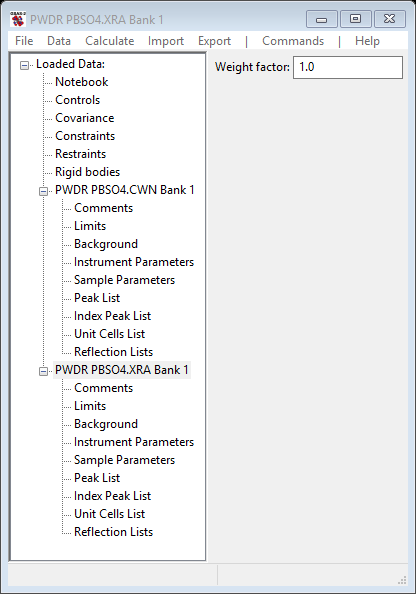 PWDR PBSO4.XRA Bank 1
File Data Calculate Import Export | Commands | Help
Loaded Data:
Weight factor: 1.0
Notebook
Controls
Covariance
Constraints
Restraints
Rigid bodies
PWDR PBSO4.CWN Bank 1
Comments
Limits
Background
Instrument Parameters
Sample Parameters
Peak List
Index Peak List
Unit Cells List
Reflection Lists
PWDR PBSO4.XRA Bank 1
Comments
Limits
Background
Instrument Parameters
Sample Parameters
Peak List
Index Peak List
Unit Cells List
Reflection Lists